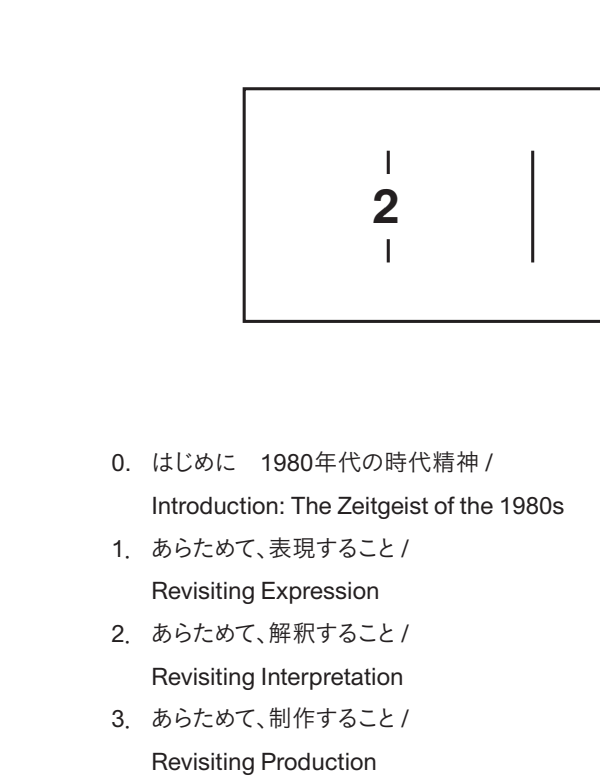 2
0. はじめに　1980年代の時代精神 /
Introduction: The Zeitgeist of the 1980s
1. あらためて、表現すること /
Revisiting Expression
2. あらためて、解釈すること /
Revisiting Interpretation
3. あらためて、制作すること /
Revisiting Production